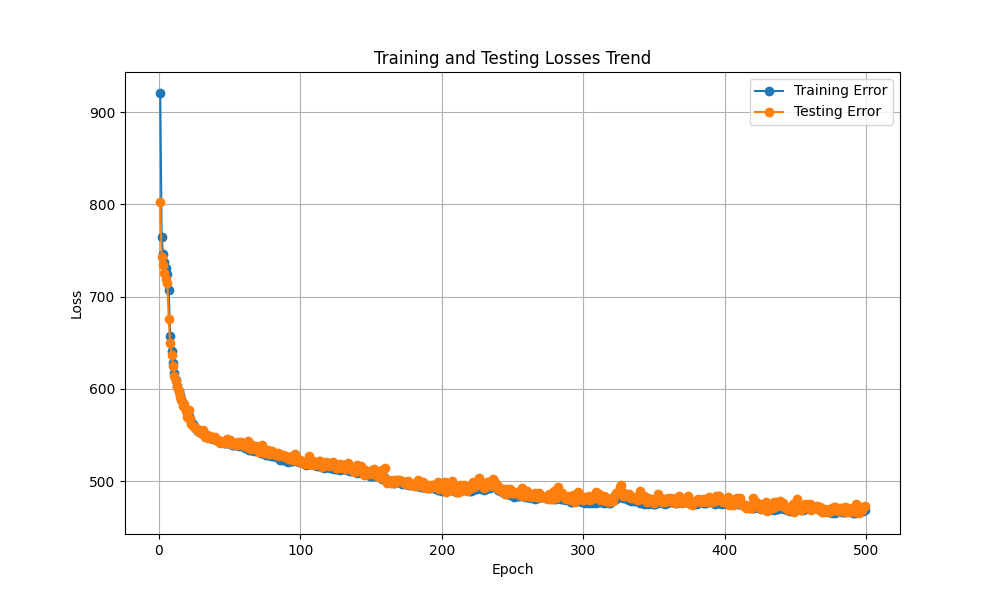 Training and Testing Losses Trend
Training Error
Testing Error
Loss
900
800
700
600
500
0
100
200
300
400
500
Epoch